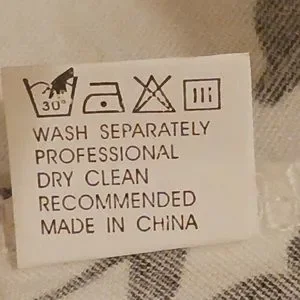 30°
WASH SEPARATELY
PROFESSIONAL
DRY CLEAN
RECOMMENDED
MADE IN CHINA